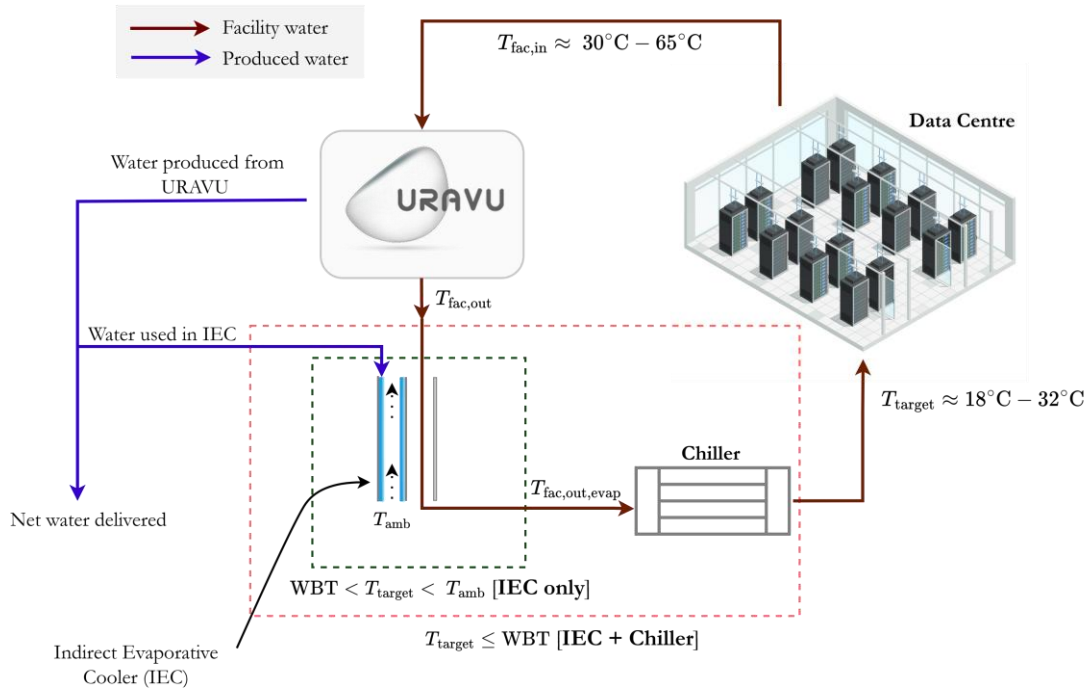 Facility water
Produced water
T_fac,in ≈ 30°C − 65°C
Data Centre
Water produced from
URAVU
URAVU
T_fac,out
Water used in IEC
T_target ≈ 18°C − 32°C
Chiller
T_fac,out,evap
T_amb
Net water delivered
WBT < T_target < T_amb [IEC only]
T_target ≤ WBT [IEC + Chiller]
Indirect Evaporative
Cooler (IEC)